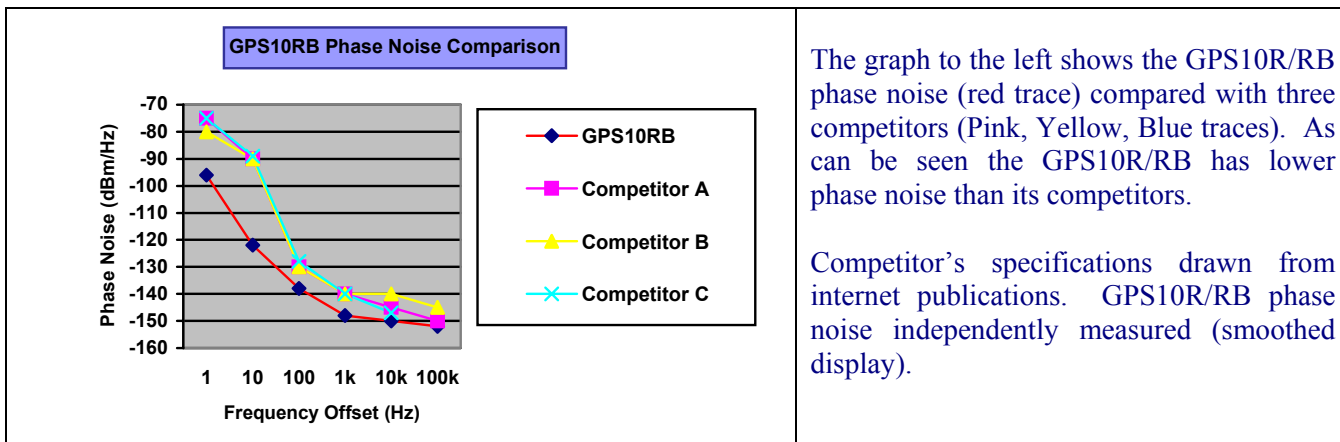 GPS10RB Phase Noise Comparison
-70
-80
-90
-100
-110
-120
-130
-140
-150
-160
Phase Noise (dBm/Hz)
1 10 100 1k 10k 100k
Frequency Offset (Hz)
GPS10RB
Competitor A
Competitor B
Competitor C
The graph to the left shows the GPS10R/RB
phase noise (red trace) compared with three
competitors (Pink, Yellow, Blue traces). As
can be seen the GPS10R/RB has lower
phase noise than its competitors.
Competitor's specifications drawn from
internet publications. GPS10R/RB phase
noise independently measured (smoothed
display).